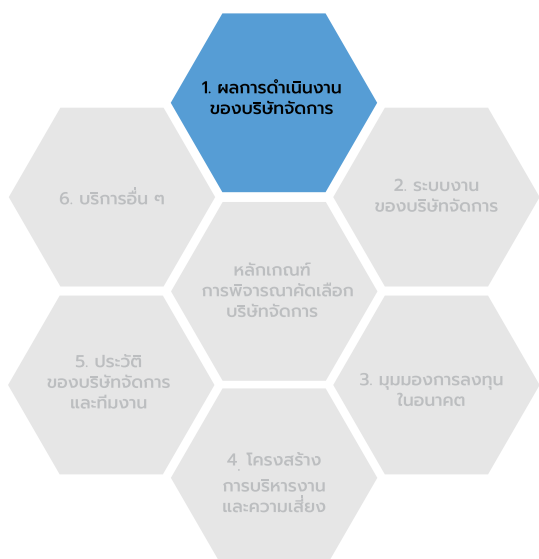 1. ผลการดำเนินงาน
ของบริษัทจัดการ
2. ระบบงาน
ของบริษัทจัดการ
6. บริการอื่น ๆ
หลักเกณฑ์
การพิจารณาคัดเลือก
บริษัทจัดการ
5. ประวัติ
ของบริษัทจัดการ
และทีมงาน
3. มุมมองการลงทุน
ในอนาคต
4. โครงสร้าง
การบริหารงาน
และความเสี่ยง